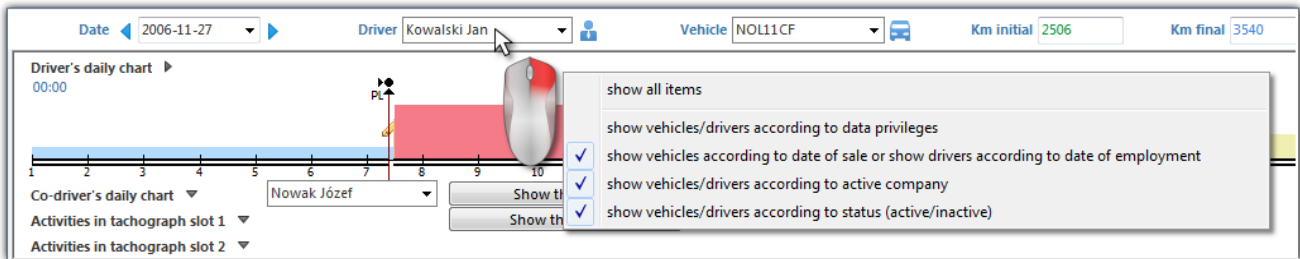 Date 2006-11-27 Driver Kowalski Jan Vehicle NOL11CF Km initial 2506 Km final 3540
Driver's daily chart
00:00
PL
show all items
show vehicles/drivers according to data privileges
show vehicles according to date of sale or show drivers according to date of employment
show vehicles/drivers according to active company
show vehicles/drivers according to status (active/inactive)
1 2 3 4 5 6 7 8 9 10
Co-driver's daily chart Nowak Józef Show th
Activities in tachograph slot 1 Show th
Activities in tachograph slot 2